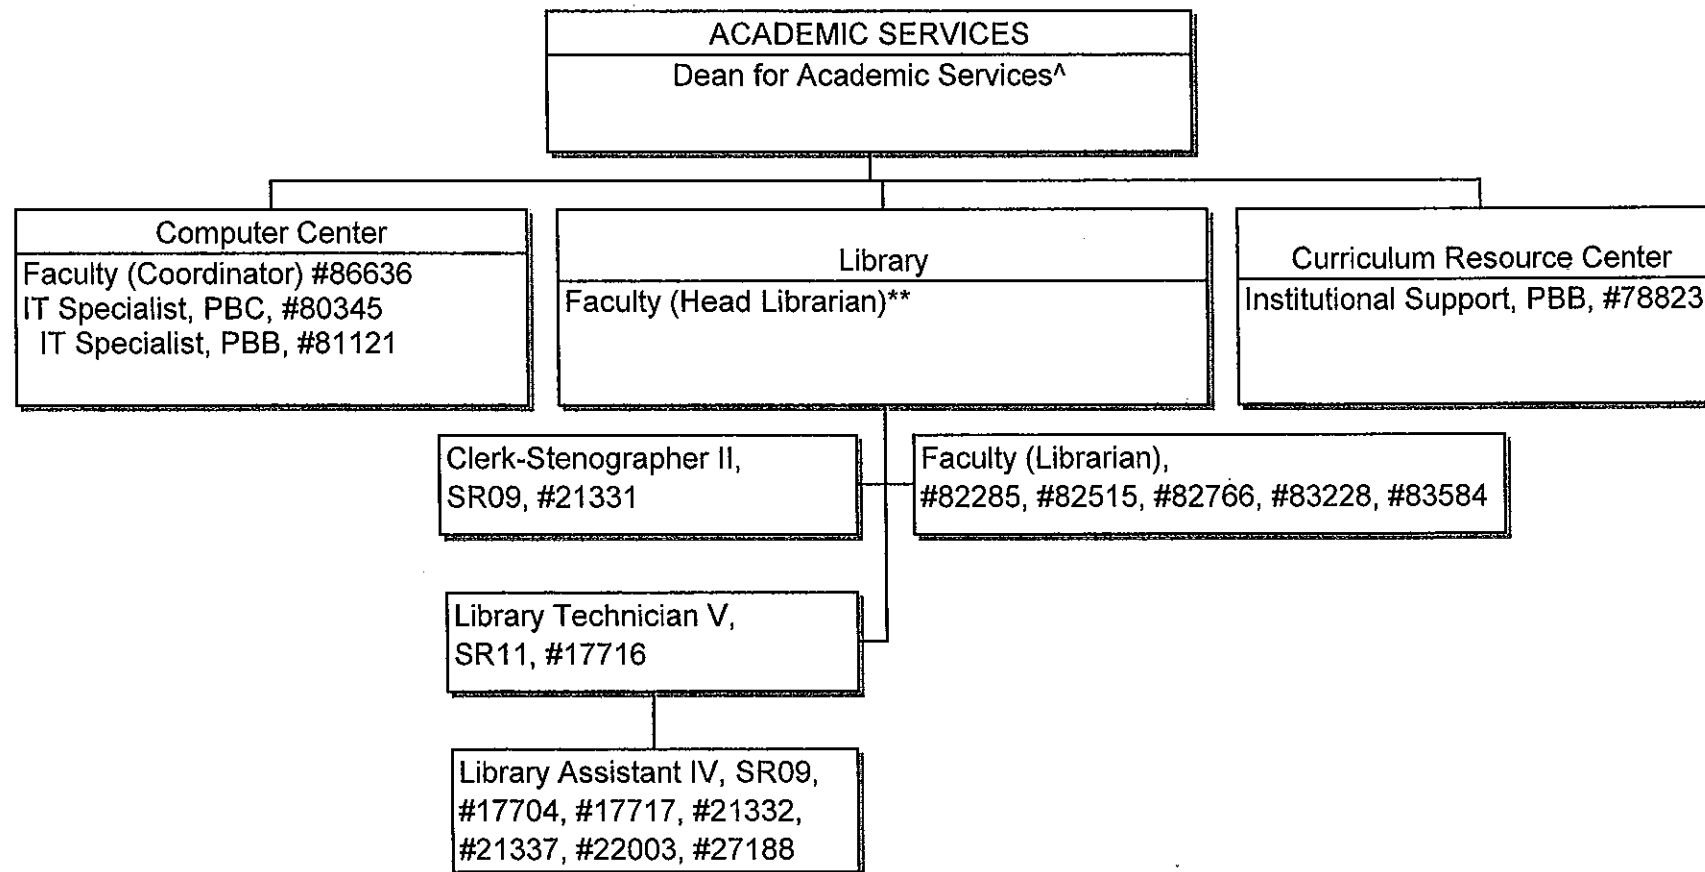 ACADEMIC SERVICES
Dean for Academic Services^
Computer Center
Faculty (Coordinator) #86636
IT Specialist, PBC, #80345
IT Specialist, PBB, #81121
Library
Faculty (Head Librarian)**
Curriculum Resource Center
Institutional Support, PBB, #78823
Clerk-Stenographer II,
SR09, #21331
Faculty (Librarian),
#82285, #82515, #82766, #83228, #83584
Library Technician V,
SR11, #17716
Library Assistant IV, SR09,
#17704, #17717, #21332,
#21337, #22003, #27188